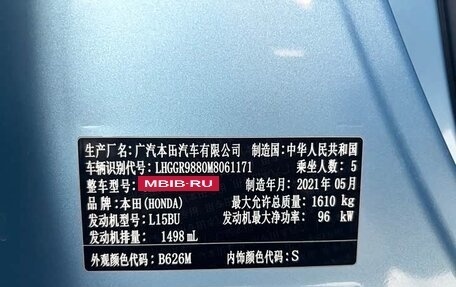 生产厂名:广汽本田汽车有限公司 制造国:中华人民共和国
车辆识别代号:LHGGR9880M8061171 乘坐人数:5
整车型号: MBIB-RU 制造年月:2021年05月
品牌:本田(HONDA) 最大允许总质量:1610 kg
发动机型号:L15BU 发动机最大净功率:96 kW
发动机排量:1498mL
外观颜色代码:B626M 内饰颜色代码:S